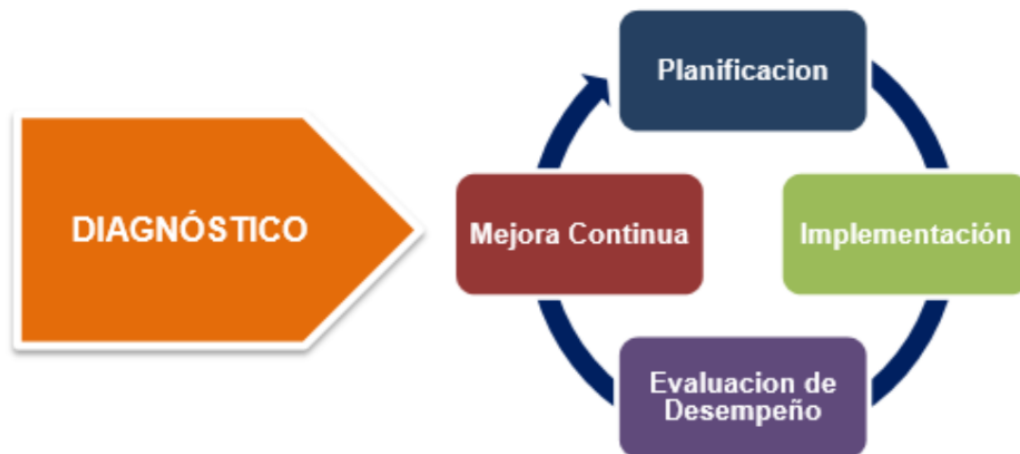 DIAGNÓSTICO
Planificacion
Implementación
Evaluacion de
Desempeño
Mejora Continua